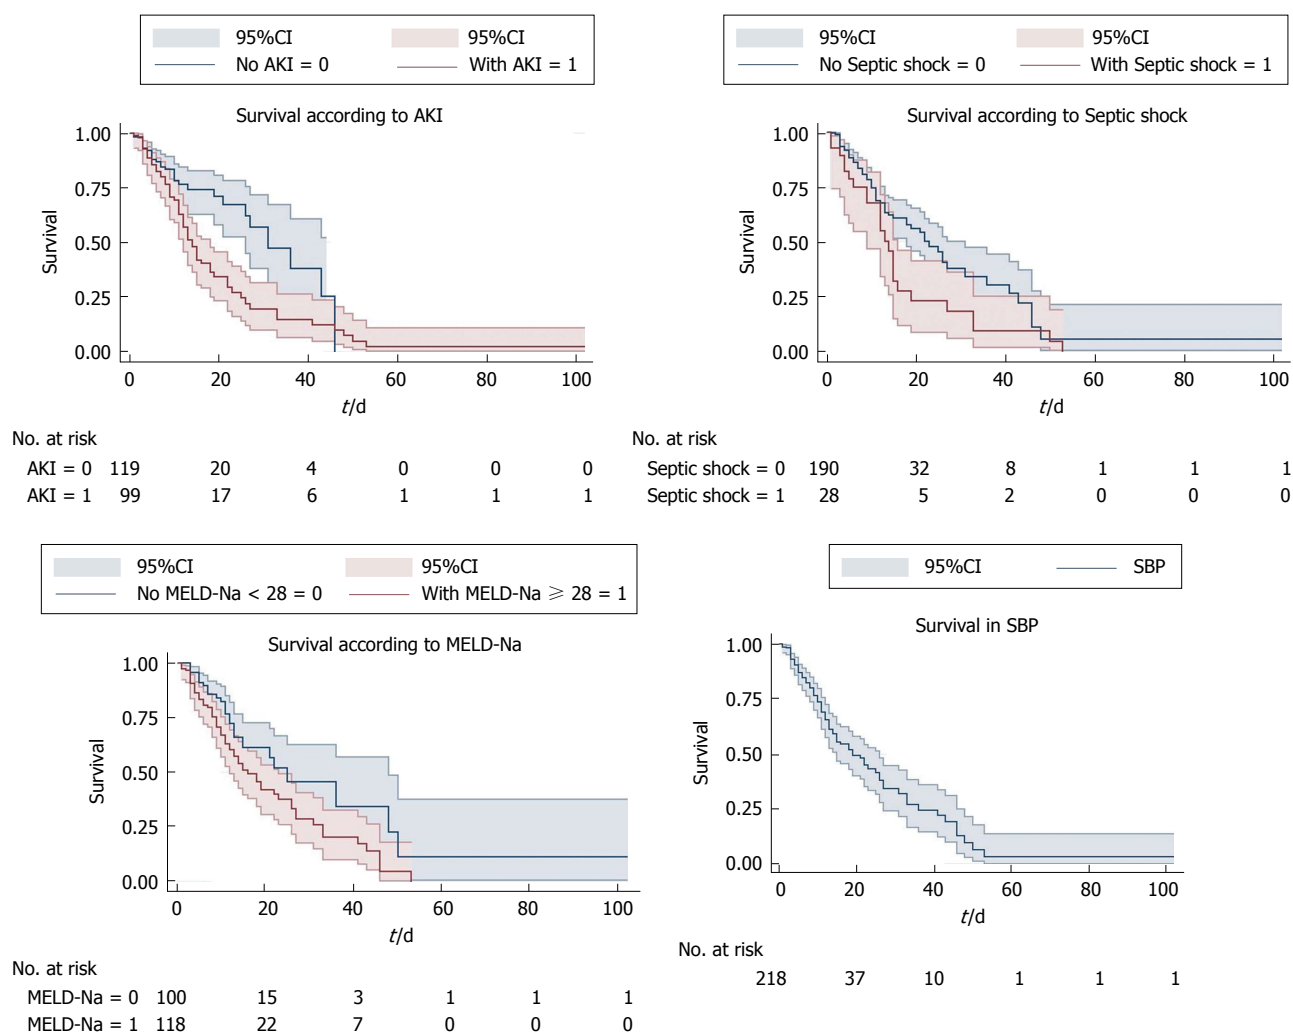 95%CI 95%CI
No AKI = 0 With AKI = 1
Survival according to AKI
1.00
0.75
0.50
0.25
0.00
Survival
0 20 40 60 80 100
t/d
No. at risk
AKI = 0 119 20 4 0 0 0
AKI = 1 99 17 6 1 1 1
95%CI 95%CI
No Septic shock = 0 With Septic shock = 1
Survival according to Septic shock
1.00
0.75
0.50
0.25
0.00
Survival
0 20 40 60 80 100
t/d
No. at risk
Septic shock = 0 190 32 8 1 1 1
Septic shock = 1 28 5 2 0 0 0
95%CI 95%CI
No MELD-Na < 28 = 0 With MELD-Na ⩾ 28 = 1
Survival according to MELD-Na
1.00
0.75
0.50
0.25
0.00
Survival
0 20 40 60 80 100
t/d
No. at risk
MELD-Na = 0 100 15 3 1 1 1
MELD-Na = 1 118 22 7 0 0 0
95%CI SBP
Survival in SBP
1.00
0.75
0.50
0.25
0.00
Survival
0 20 40 60 80 100
t/d
No. at risk
218 37 10 1 1 1